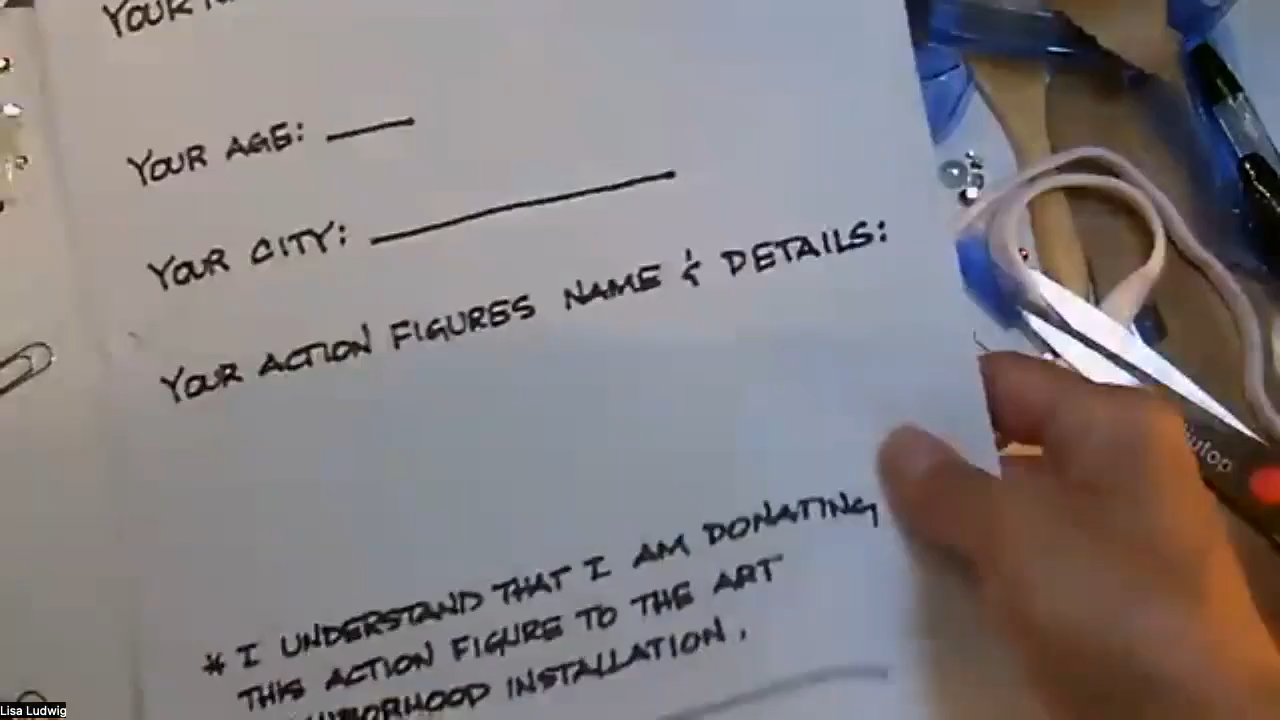 YOUR
YOUR AGE:
YOUR CITY:
YOUR ACTION FIGURES NAME & DETAILS:
* I UNDERSTAND THAT I AM DONATING
THIS ACTION FIGURE TO THE ART
INSTALLATION.
Lisa Ludwig